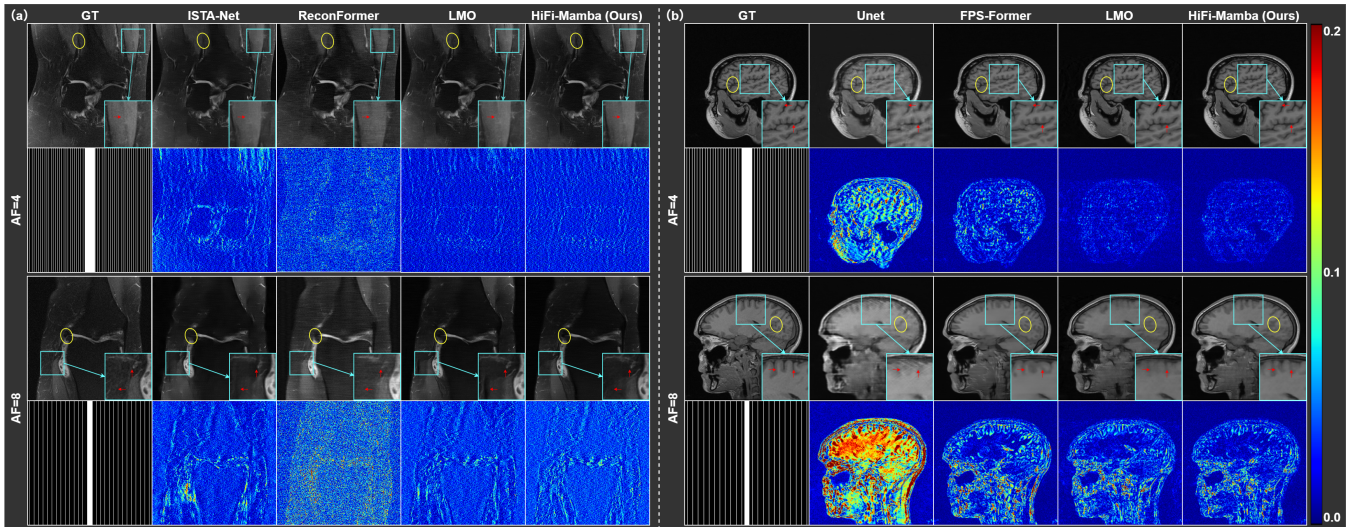 (a) GT ISTA-Net ReconFormer LMO HiFi-Mamba (Ours)
(b) GT Unet FPS-Former LMO HiFi-Mamba (Ours)
AF=4
AF=8
AF=4
AF=8
0.2
0.1
0.0